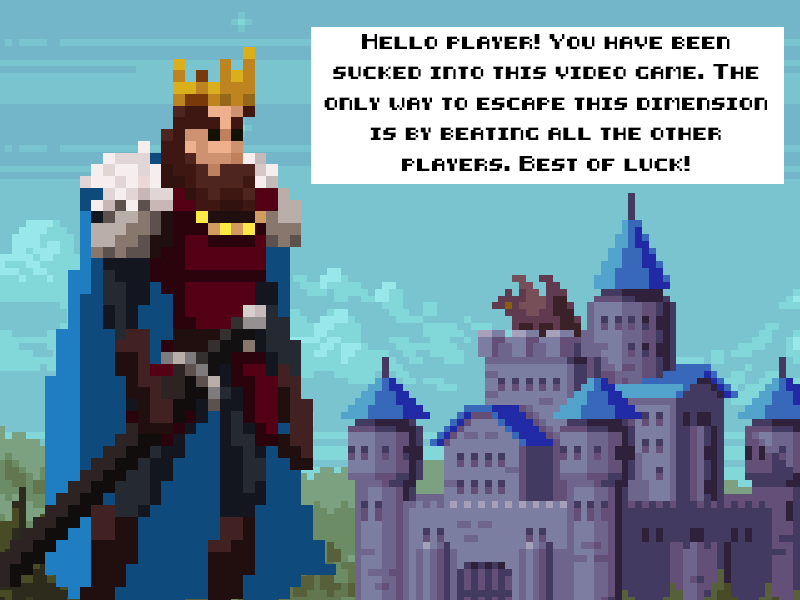 Hello player! You have been
sucked into this video game. The
only way to escape this dimension
is by beating all the other
players. Best of luck!